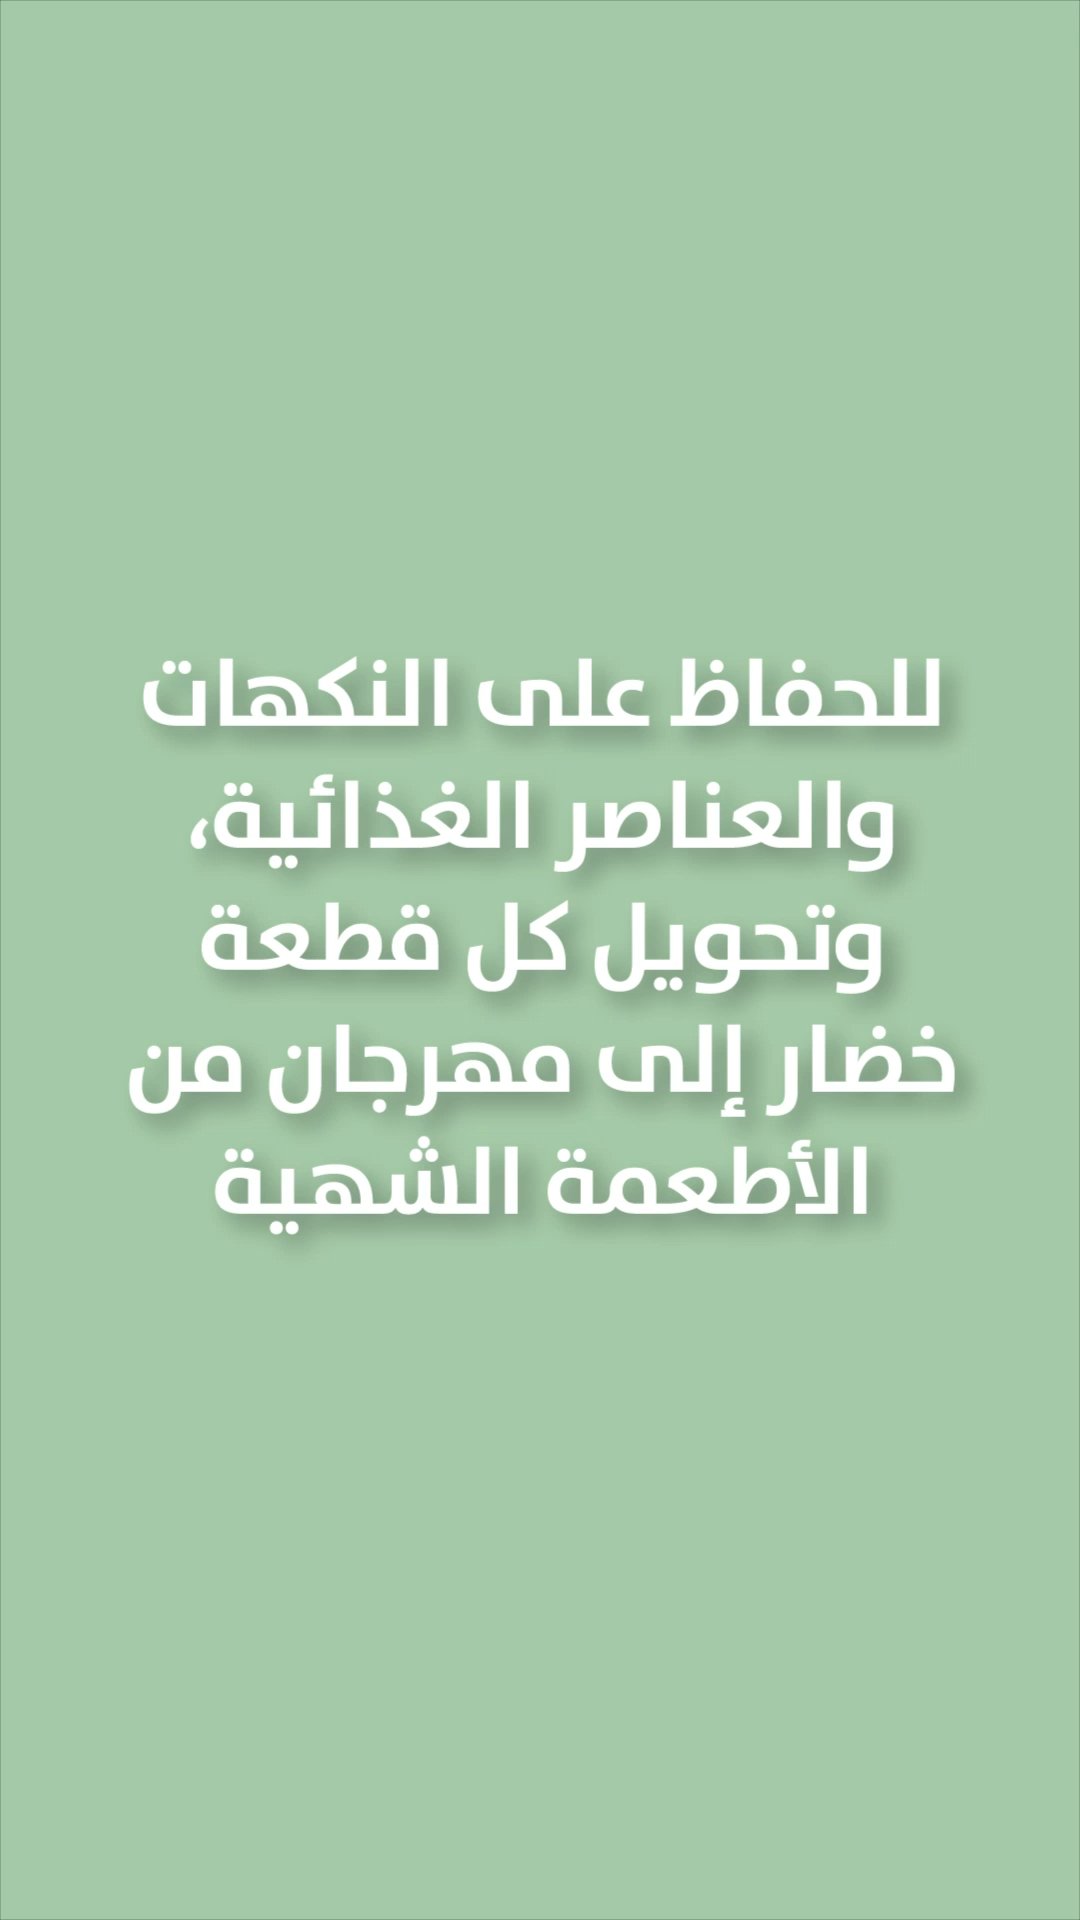 للحفاظ على النكهات
والعناصر الغذائية،
وتحويل كل قطعة
خضار إلى مهرجان من
الأطعمة الشهية